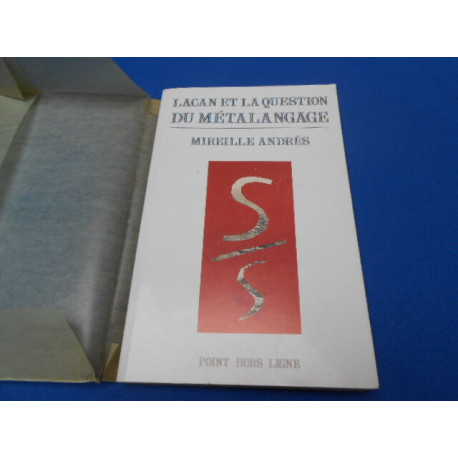 LACAN ET LA QUESTION
DU MÉTALANGAGE
MIREILLE ANDRÈS
S
s
POINT HORS LIGNE